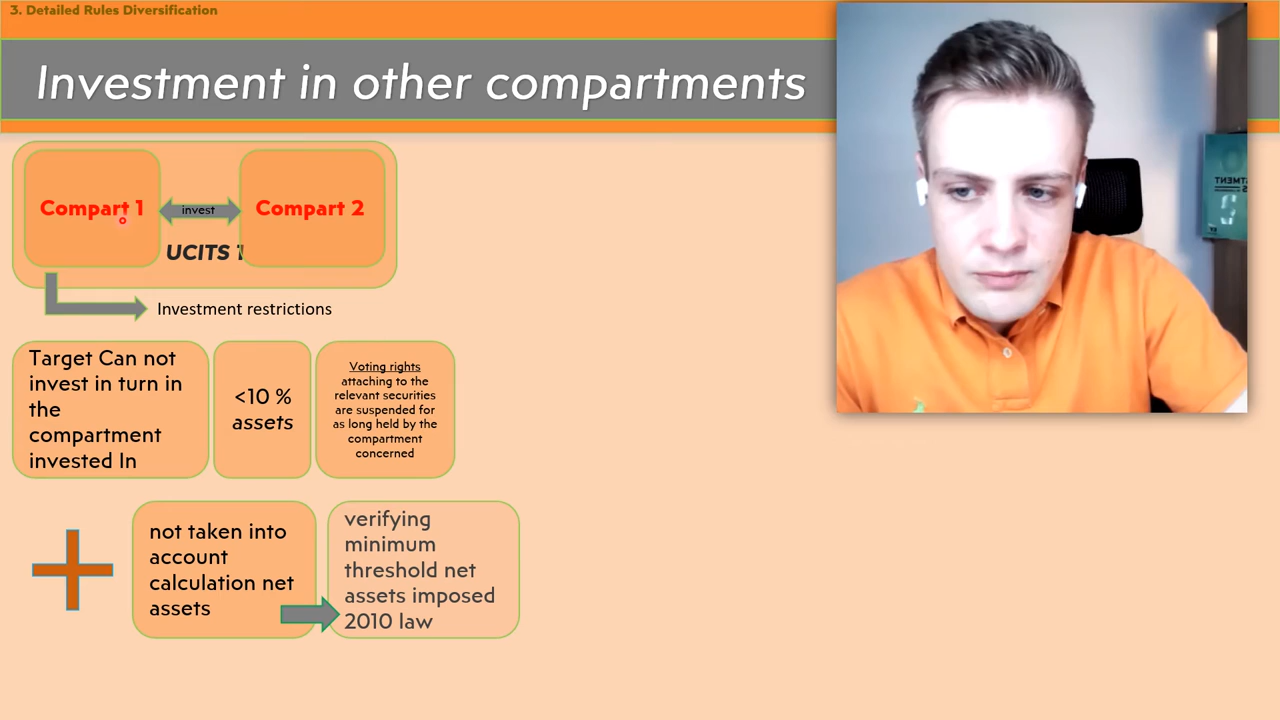 3. Detailed Rules Diversification
Investment in other compartments
Compart 1
invest
Compart 2
UCITS 1
Investment restrictions
Target Can not
invest in turn in
the
compartment
invested In
<10 %
assets
Voting rights
attaching to the
relevant securities
are suspended for
as long held by the
compartment
concerned
not taken into
account
calculation net
assets
verifying
minimum
threshold net
assets imposed
2010 law